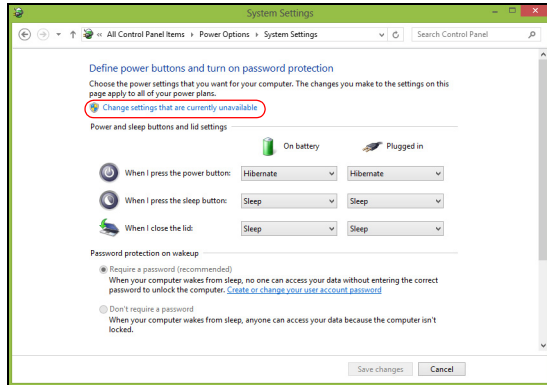 System Settings
« All Control Panel Items › Power Options › System Settings
Search Control Panel
Define power buttons and turn on password protection
Choose the power settings that you want for your computer. The changes you make to the settings on this
page apply to all of your power plans.
Change settings that are currently unavailable
Power and sleep buttons and lid settings
On battery Plugged in
When I press the power button: Hibernate Hibernate
When I press the sleep button: Sleep Sleep
When I close the lid: Sleep Sleep
Password protection on wakeup
Require a password (recommended)
When your computer wakes from sleep, no one can access your data without entering the correct
password to unlock the computer. Create or change your user account password
Don't require a password
When your computer wakes from sleep, anyone can access your data because the computer isn't
locked.
Save changes Cancel